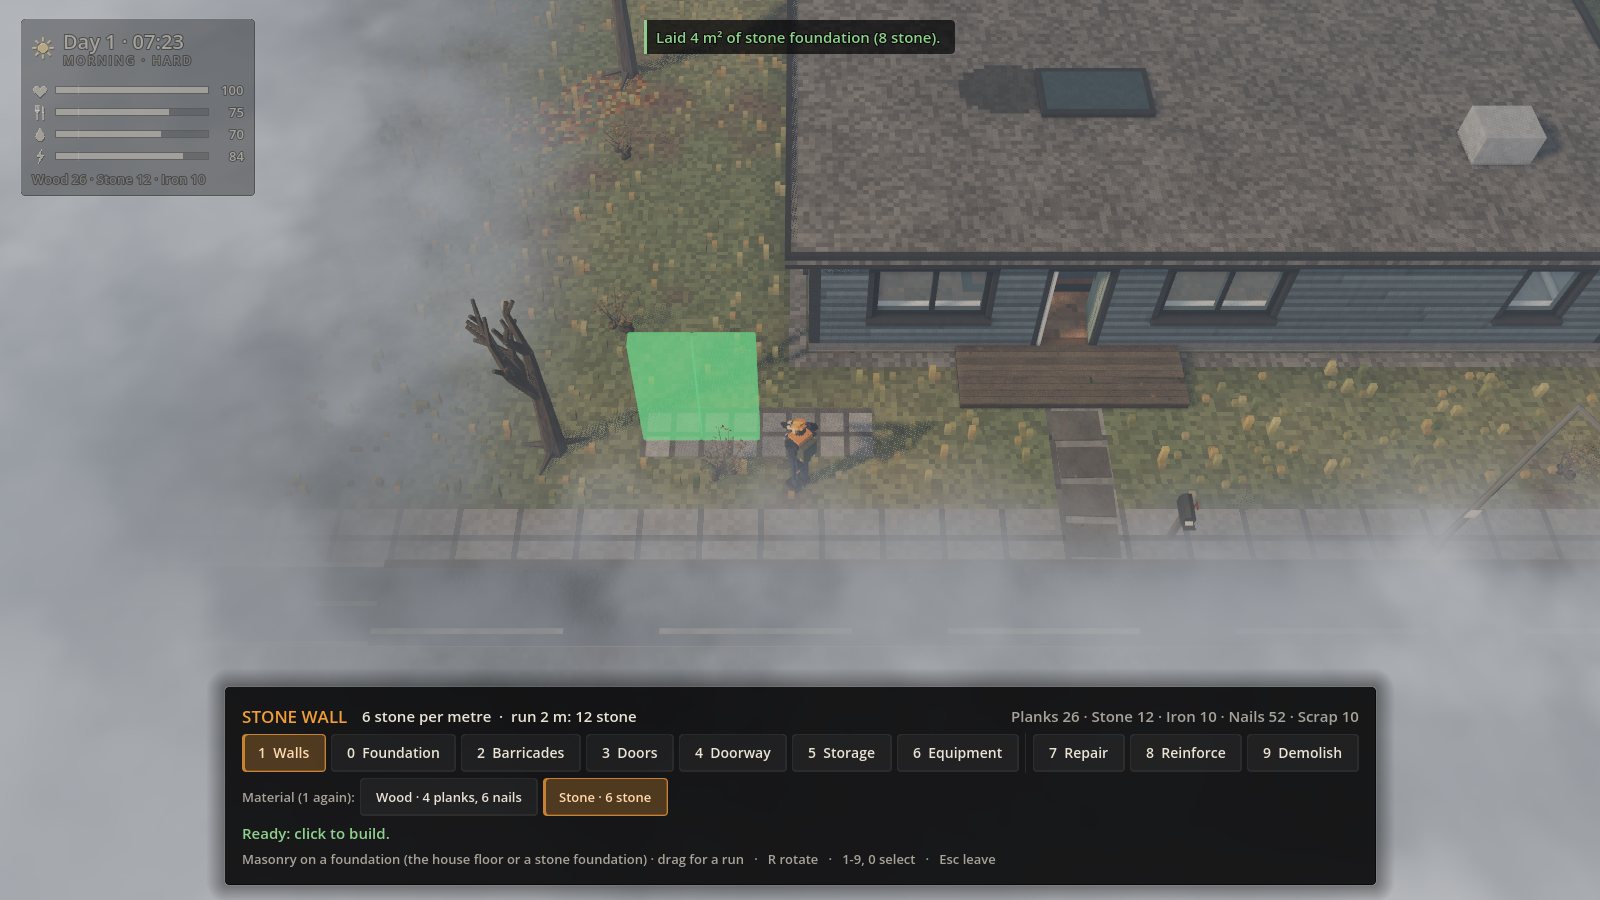 Day 1 · 07:23
MORNING · HARD
100
75
70
84
Wood 26 · Stone 12 · Iron 10
Laid 4 m² of stone foundation (8 stone).
STONE WALL 6 stone per metre · run 2 m: 12 stone
Planks 26 · Stone 12 · Iron 10 · Nails 52 · Scrap 10
1 Walls 0 Foundation 2 Barricades 3 Doors 4 Doorway 5 Storage 6 Equipment 7 Repair 8 Reinforce 9 Demolish
Material (1 again): Wood · 4 planks, 6 nails Stone · 6 stone
Ready: click to build.
Masonry on a foundation (the house floor or a stone foundation) · drag for a run · R rotate · 1-9, 0 select · Esc leave